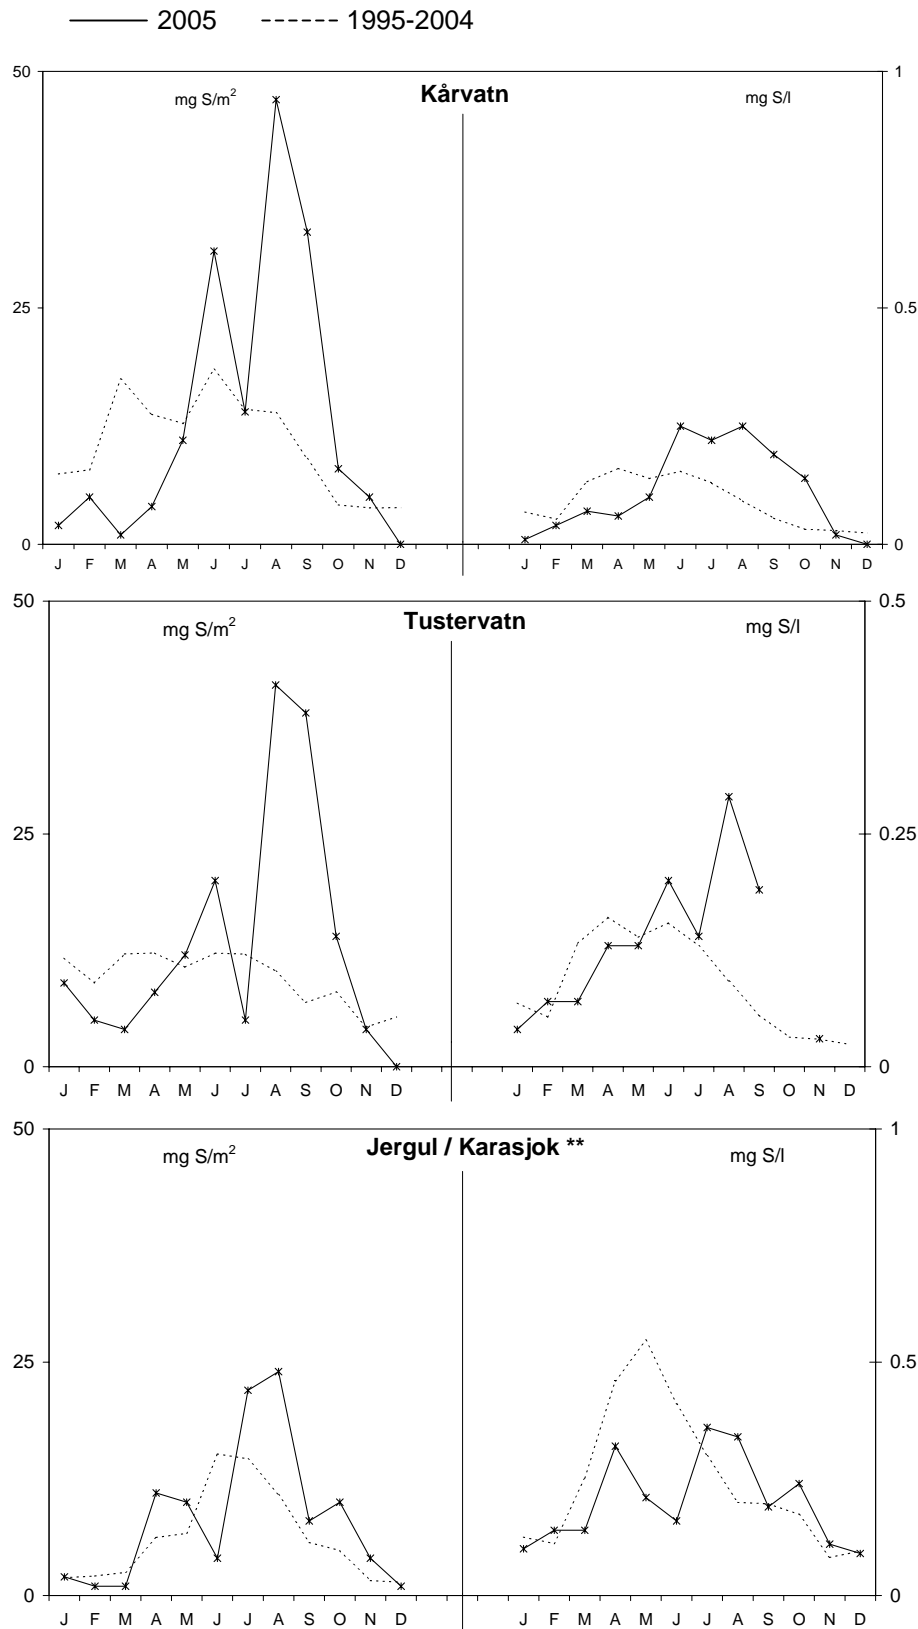 2005 1995-2004
50 1
Kårvatn
mg S/m2 mg S/l
25 0.5
0 0
J F M A M J J A S O N D J F M A M J J A S O N D
50 0.5
Tustervatn
mg S/m2 mg S/l
25 0.25
0 0
J F M A M J J A S O N D J F M A M J J A S O N D
50 1
Jergul / Karasjok **
mg S/m2 mg S/l
25 0.5
0 0
J F M A M J J A S O N D J F M A M J J A S O N D